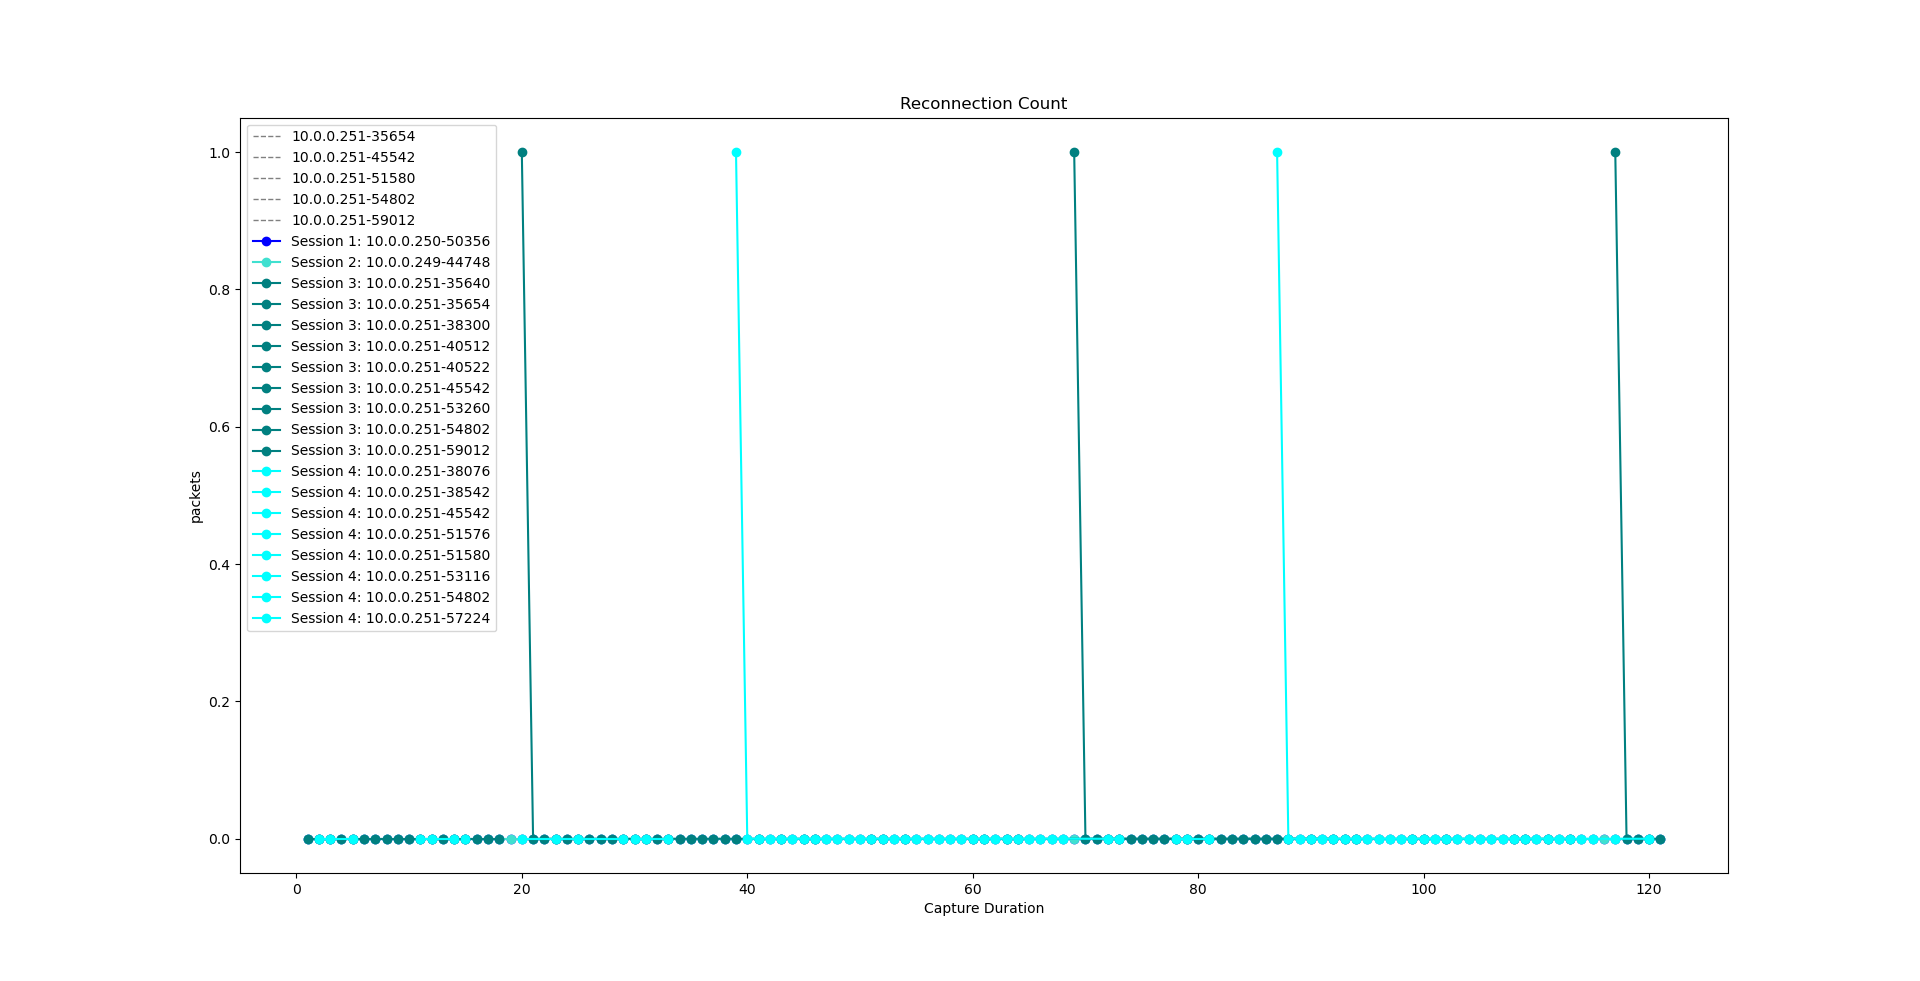 Reconnection Count
10.0.0.251-35654
10.0.0.251-45542
10.0.0.251-51580
10.0.0.251-54802
10.0.0.251-59012
Session 1: 10.0.0.250-50356
Session 2: 10.0.0.249-44748
Session 3: 10.0.0.251-35640
Session 3: 10.0.0.251-35654
Session 3: 10.0.0.251-38300
Session 3: 10.0.0.251-40512
Session 3: 10.0.0.251-40522
Session 3: 10.0.0.251-45542
Session 3: 10.0.0.251-53260
Session 3: 10.0.0.251-54802
Session 3: 10.0.0.251-59012
Session 4: 10.0.0.251-38076
Session 4: 10.0.0.251-38542
Session 4: 10.0.0.251-45542
Session 4: 10.0.0.251-51576
Session 4: 10.0.0.251-51580
Session 4: 10.0.0.251-53116
Session 4: 10.0.0.251-54802
Session 4: 10.0.0.251-57224
1.0
0.8
0.6
0.4
0.2
0.0
packets
0 20 40 60 80 100 120
Capture Duration